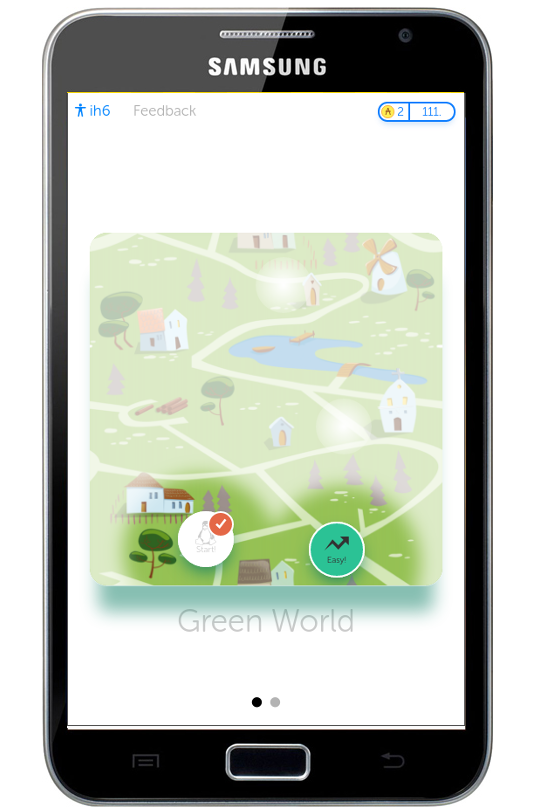 SAMSUNG
ih6 Feedback 2 111.
Start!
Easy!
Green World